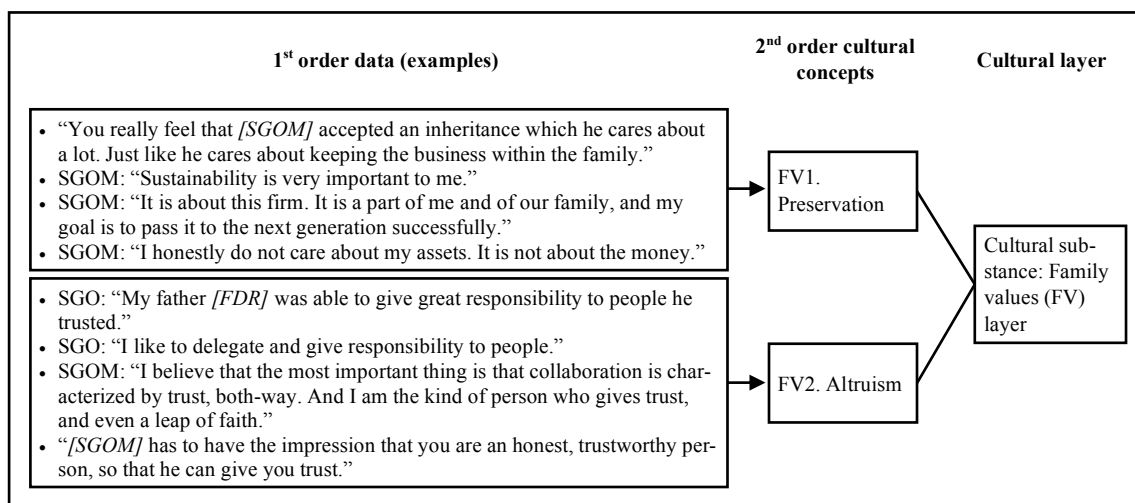 1st order data (examples)
2nd order cultural
concepts
Cultural layer
• “You really feel that [SGOM] accepted an inheritance which he cares about
a lot. Just like he cares about keeping the business within the family.”
• SGOM: “Sustainability is very important to me.”
• SGOM: “It is about this firm. It is a part of me and of our family, and my
goal is to pass it to the next generation successfully.”
• SGOM: “I honestly do not care about my assets. It is not about the money.”
FV1.
Preservation
• SGO: “My father [FDR] was able to give great responsibility to people he
trusted.”
• SGO: “I like to delegate and give responsibility to people.”
• SGOM: “I believe that the most important thing is that collaboration is char-
acterized by trust, both-way. And I am the kind of person who gives trust,
and even a leap of faith.”
• “[SGOM] has to have the impression that you are an honest, trustworthy per-
son, so that he can give you trust.”
FV2. Altruism
Cultural sub-
stance: Family
values (FV)
layer